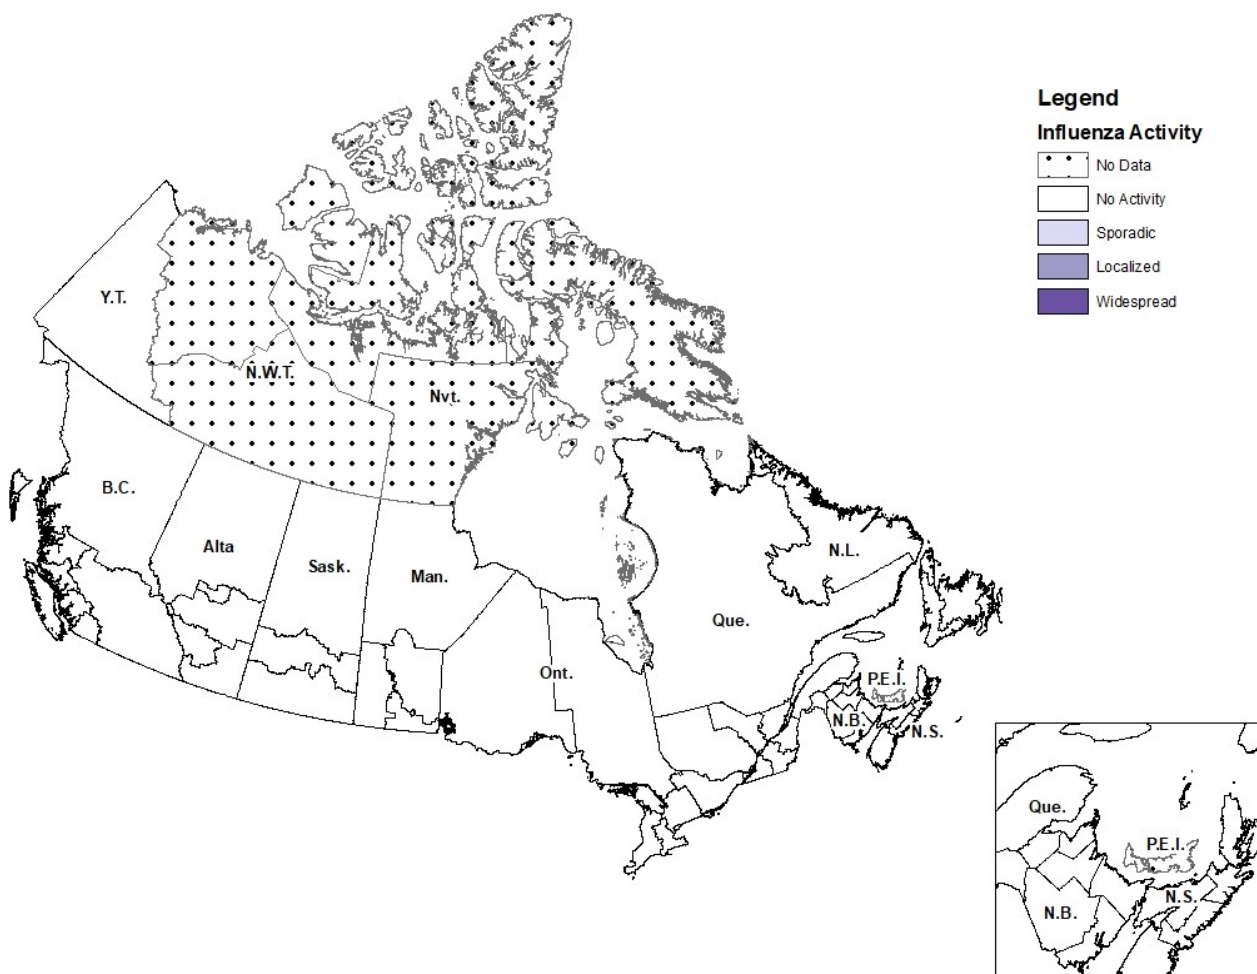 Legend
Influenza Activity
No Data
No Activity
Sporadic
Localized
Widespread
Y.T.
N.W.T.
Nvt.
B.C.
Alta
Sask.
Man.
Ont.
Que.
N.L.
P.E.I.
N.B.
N.S.
Que.
P.E.I.
N.S.
N.B.